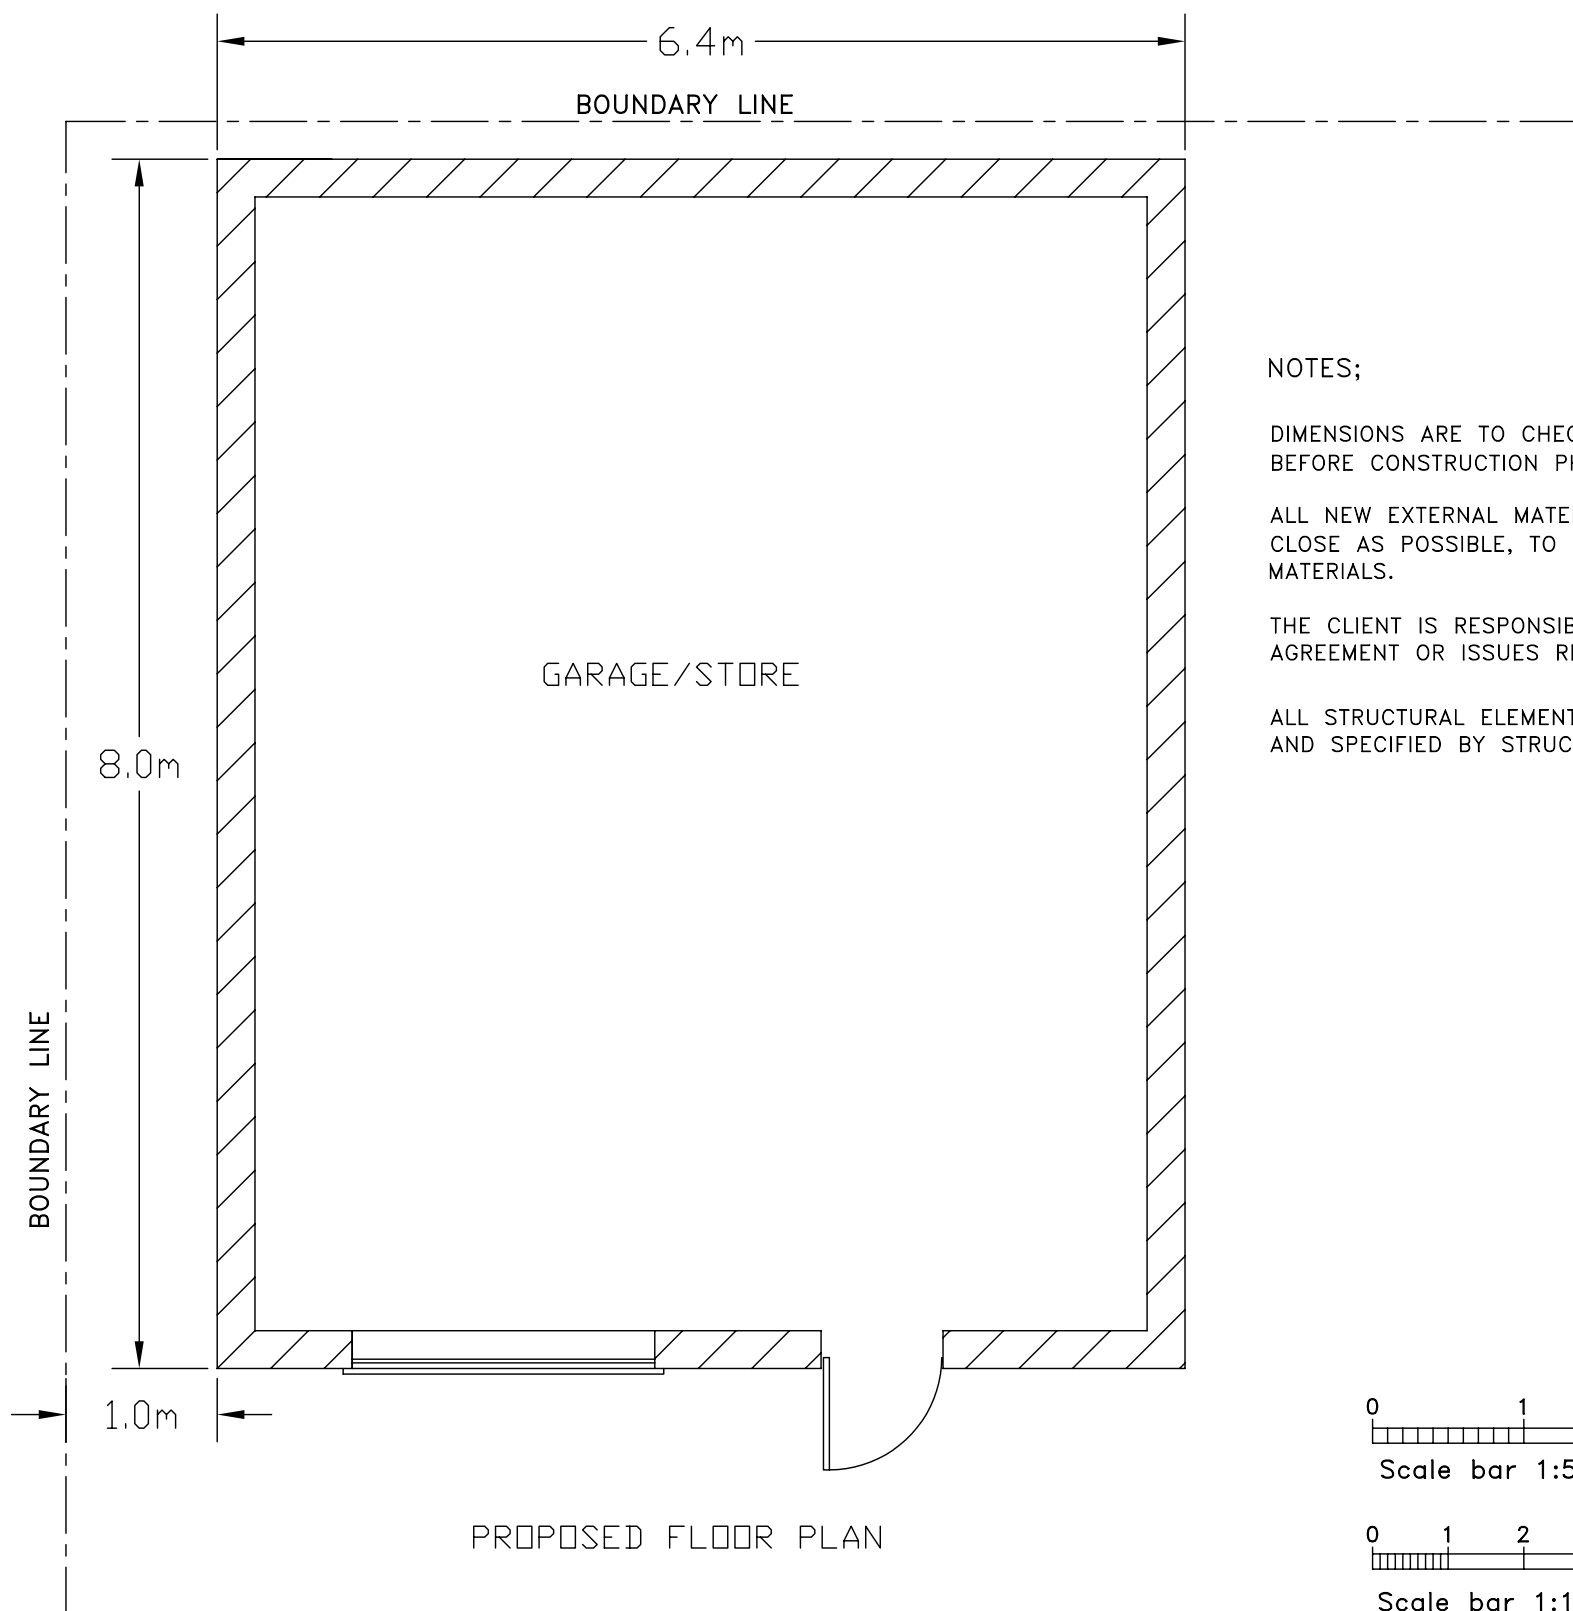 6.4m
BOUNDARY LINE
NOTES;
DIMENSIONS ARE TO
BEFORE CONSTRUCTION
ALL NEW EXTERNAL
CLOSE AS POSSIBLE, TO
MATERIALS.
THE CLIENT IS
AGREEMENT OR ISSUES
ALL STRUCTURAL
AND SPECIFIED BY
GARAGE/STORE
8.0m
BOUNDARY LINE
1.0m
0 1
Scale bar
PROPOSED FLOOR PLAN
0 1 2
Scale bar